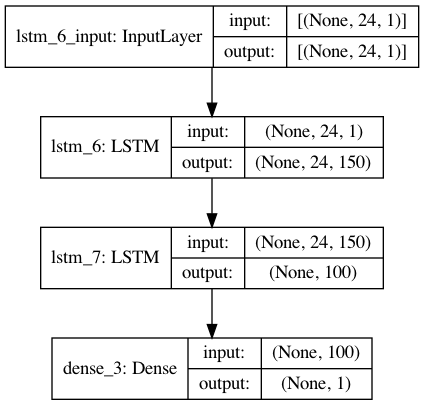 lstm_6_input: InputLayer
input:
[(None, 24, 1)]
output:
[(None, 24, 1)]
lstm_6: LSTM
input:
(None, 24, 1)
output:
(None, 24, 150)
lstm_7: LSTM
input:
(None, 24, 150)
output:
(None, 100)
dense_3: Dense
input:
(None, 100)
output:
(None, 1)